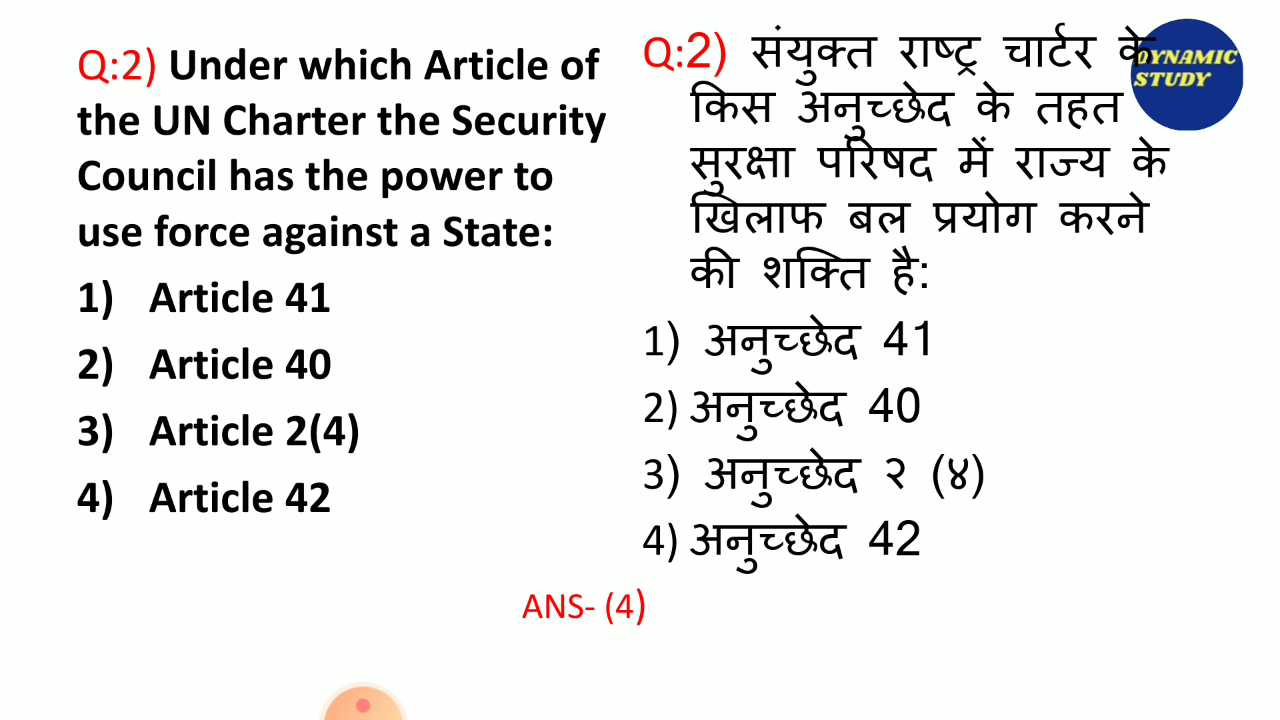 Q:2) Under which Article of
the UN Charter the Security
Council has the power to
use force against a State:
1) Article 41
2) Article 40
3) Article 2(4)
4) Article 42
Q:2) संयुक्त राष्ट्र चार्टर के
किस अनुच्छेद के तहत
सुरक्षा परिषद में राज्य के
खिलाफ बल प्रयोग करने
की शक्ति है:
1) अनुच्छेद 41
2) अनुच्छेद 40
3) अनुच्छेद २ (४)
4) अनुच्छेद 42
DYNAMIC
STUDY
ANS- (4)